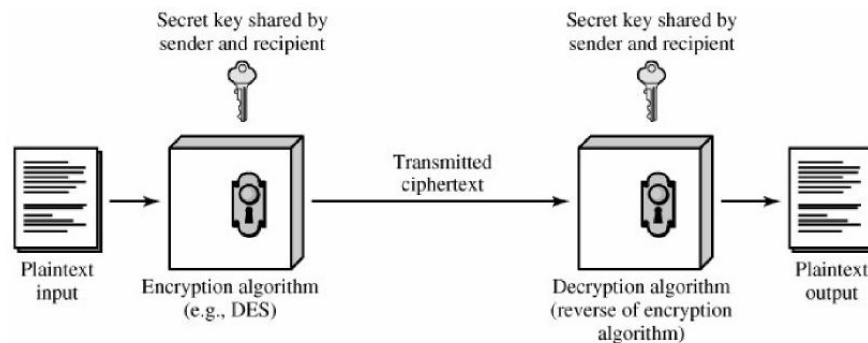 Secret key shared by
sender and recipient
Secret key shared by
sender and recipient
Transmitted
ciphertext
Plaintext
input
Encryption algorithm
(e.g., DES)
Decryption algorithm
(reverse of encryption
algorithm)
Plaintext
output